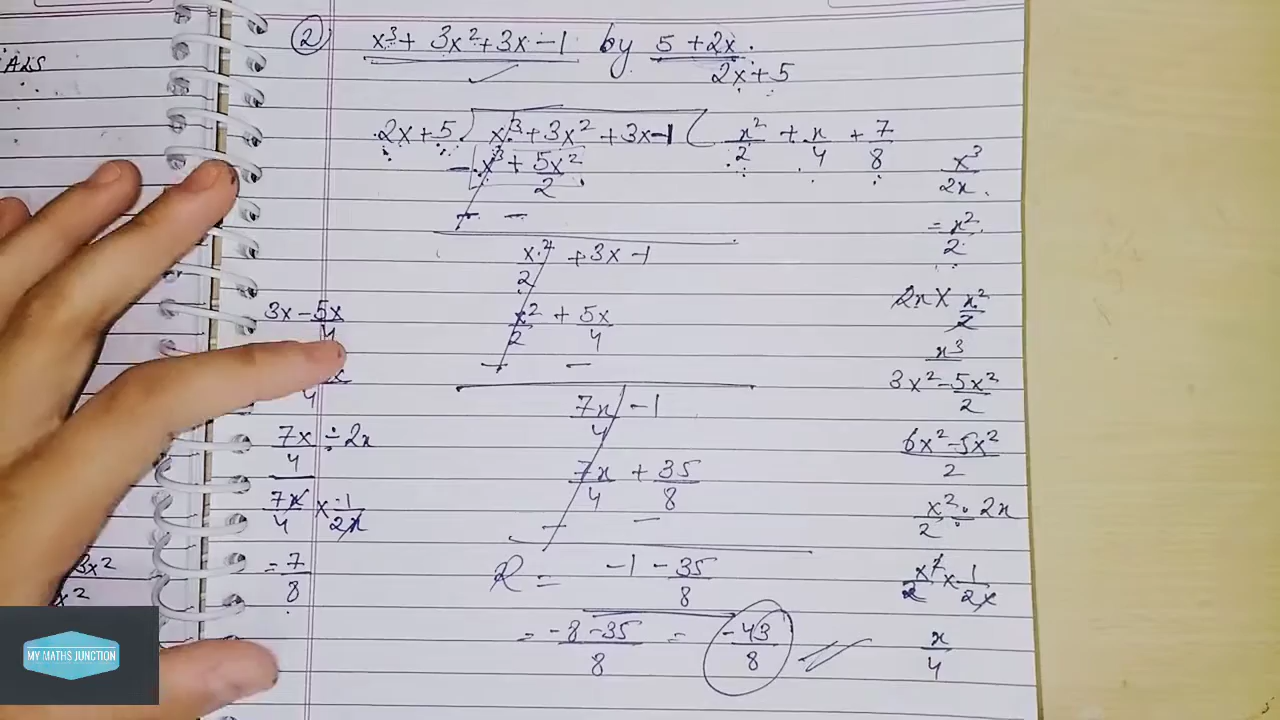 ALS
② x³ + 3x² + 3x - 1 by 5 + 2x.
2x + 5
2x + 5 ) x³ + 3x² + 3x - 1 ( x²/2 + x/4 + 7/8
- x³ + 5x²/2
- -
x²/2 + 3x - 1
x²/2 + 5x/4
- -
7x/4 - 1
7x/4 + 35/8
- -
R = -1 - 35/8
= -8 - 35/8 = -43/8
x³/2x.
= x²/2
2x × x²/2
x³
3x² - 5x²/2
6x² - 5x²/2
x²/2 ÷ 2x
x²/2 × 1/2x
x/4
3x - 5x/4
7x/4 ÷ 2x
7x/4 × 1/2x
= 7/8
3x²
x²
MY MATHS JUNCTION